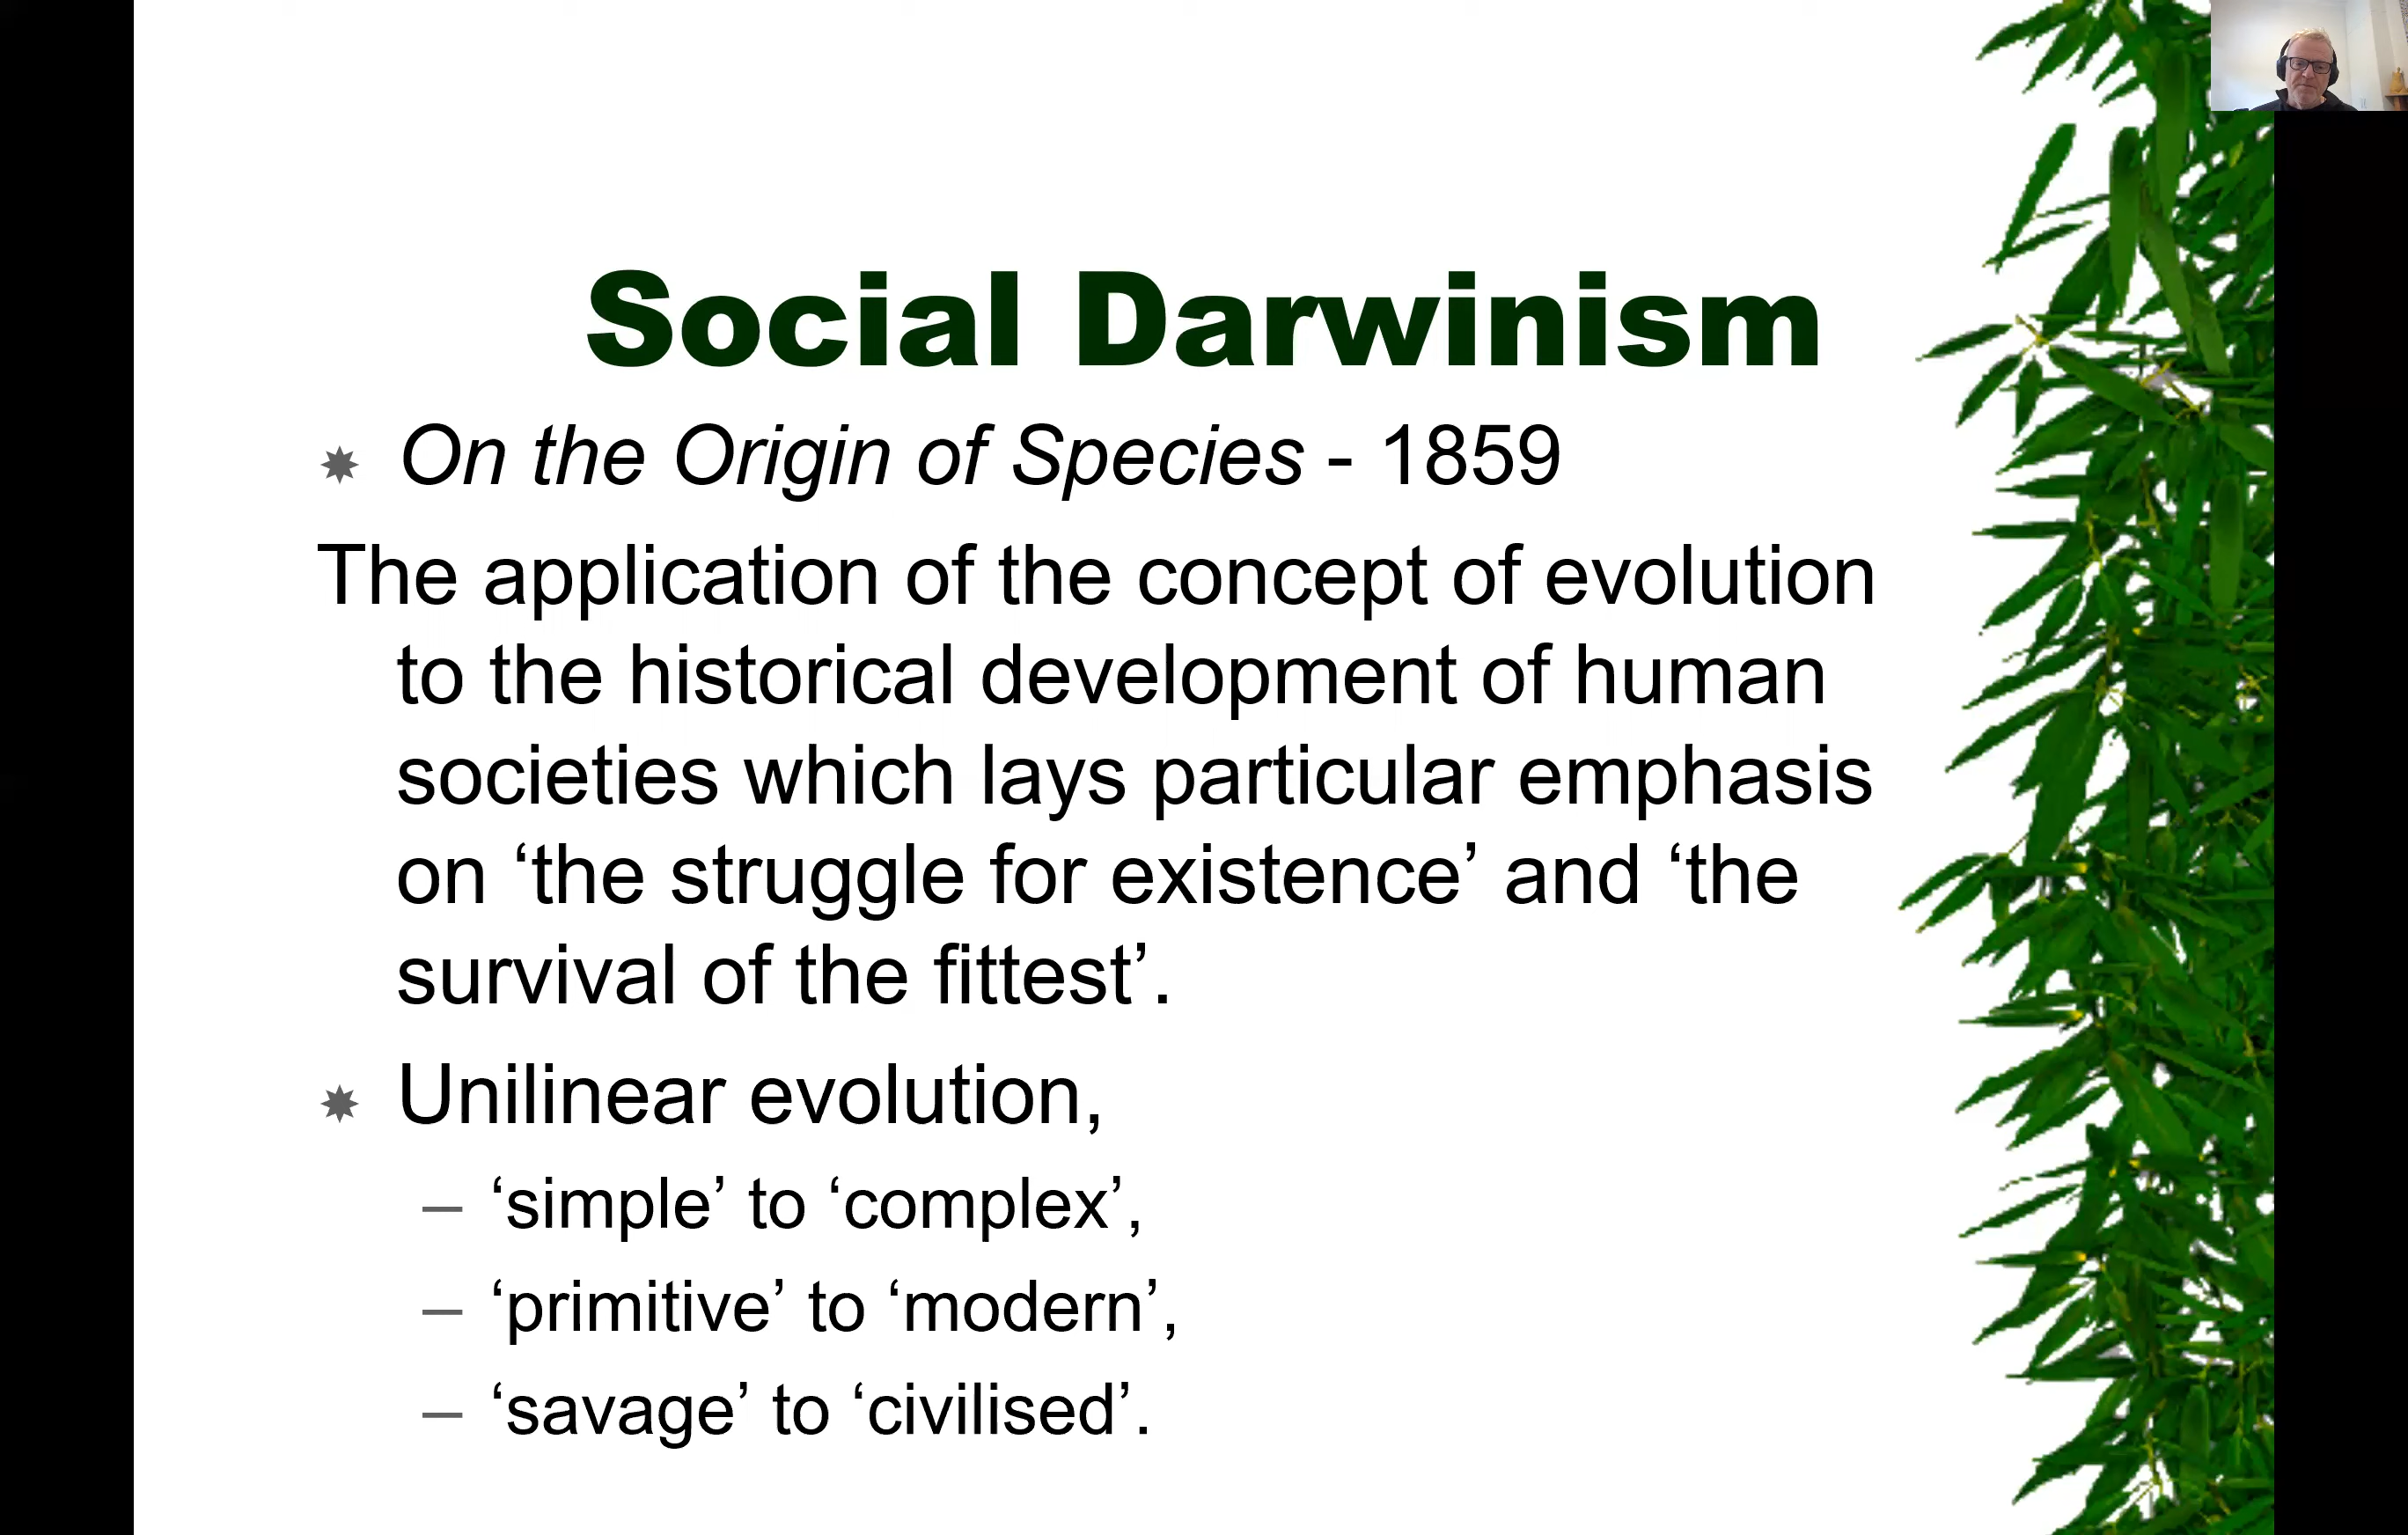 Social Darwinism
On the Origin of Species - 1859
The application of the concept of evolution
to the historical development of human
societies which lays particular emphasis
on ‘the struggle for existence’ and ‘the
survival of the fittest’.
Unilinear evolution,
– ‘simple’ to ‘complex’,
– ‘primitive’ to ‘modern’,
– ‘savage’ to ‘civilised’.